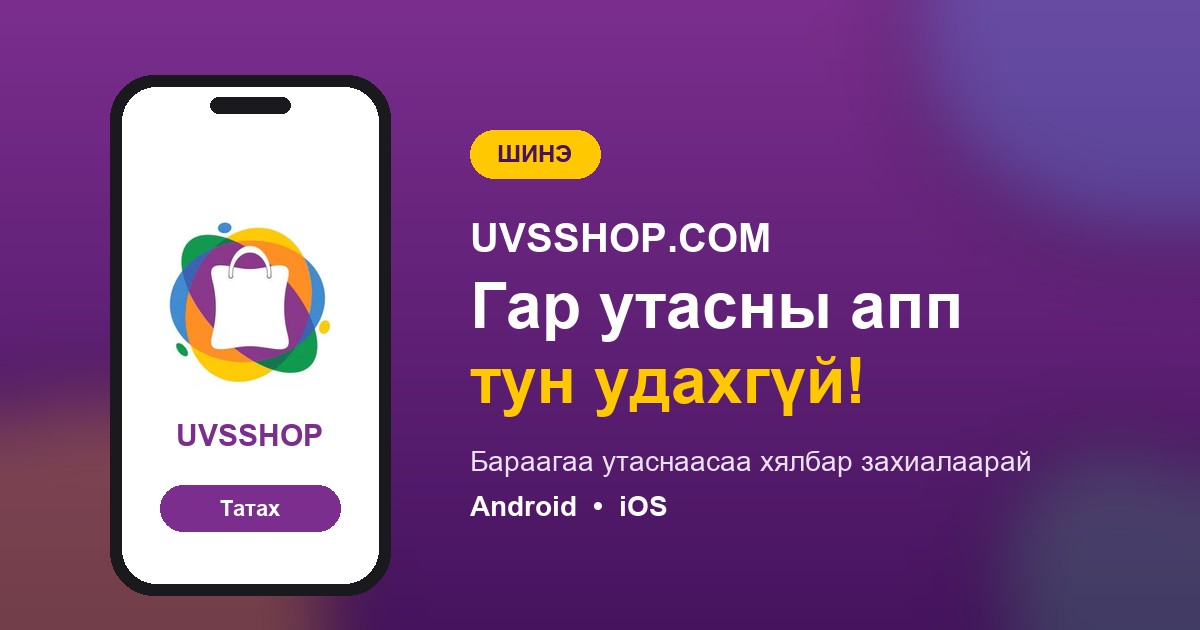 UVSSHOP
Татах
ШИНЭ
UVSSHOP.COM
Гар утасны апп
тун удахгүй!
Бараагаа утаснаасаа хялбар захиалаарай
Android • iOS